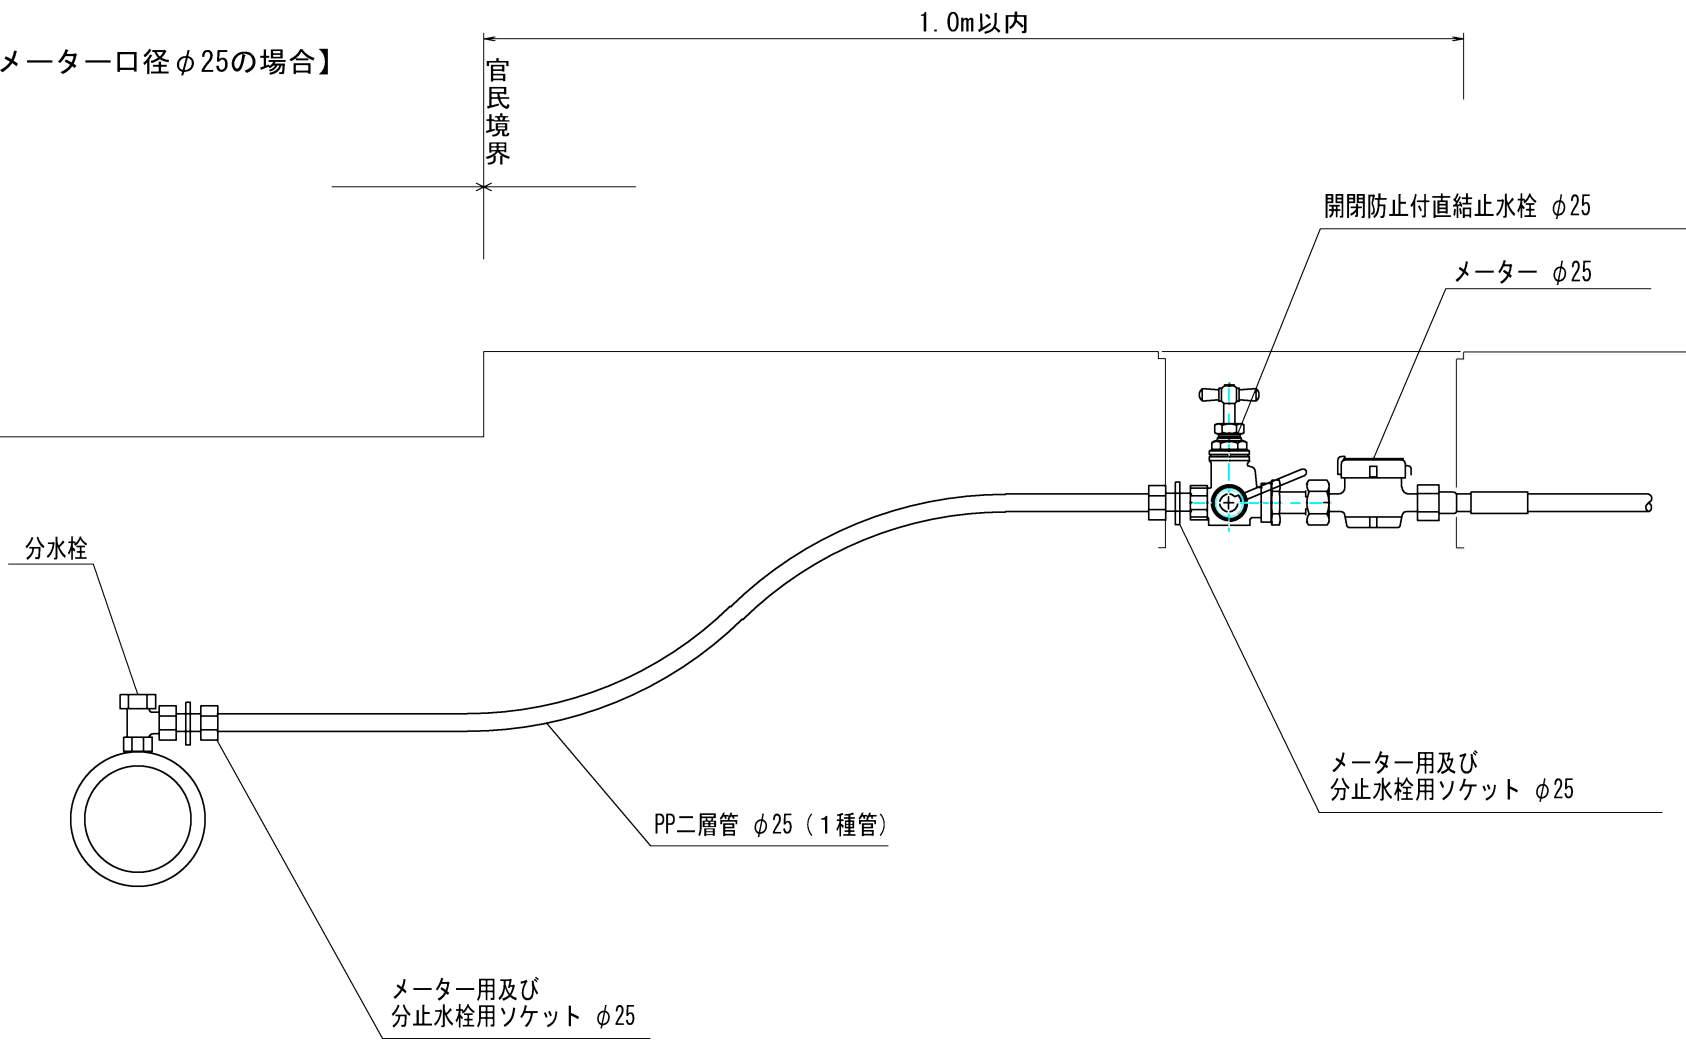 1.0m以内
メーター口径φ25の場合】
官民境界
開閉防止付直結止水栓 φ25
メーター φ25
分水栓
メーター用及び
分止水栓用ソケット φ25
PP二層管 φ25（１種管）
メーター用及び
分止水栓用ソケット φ25